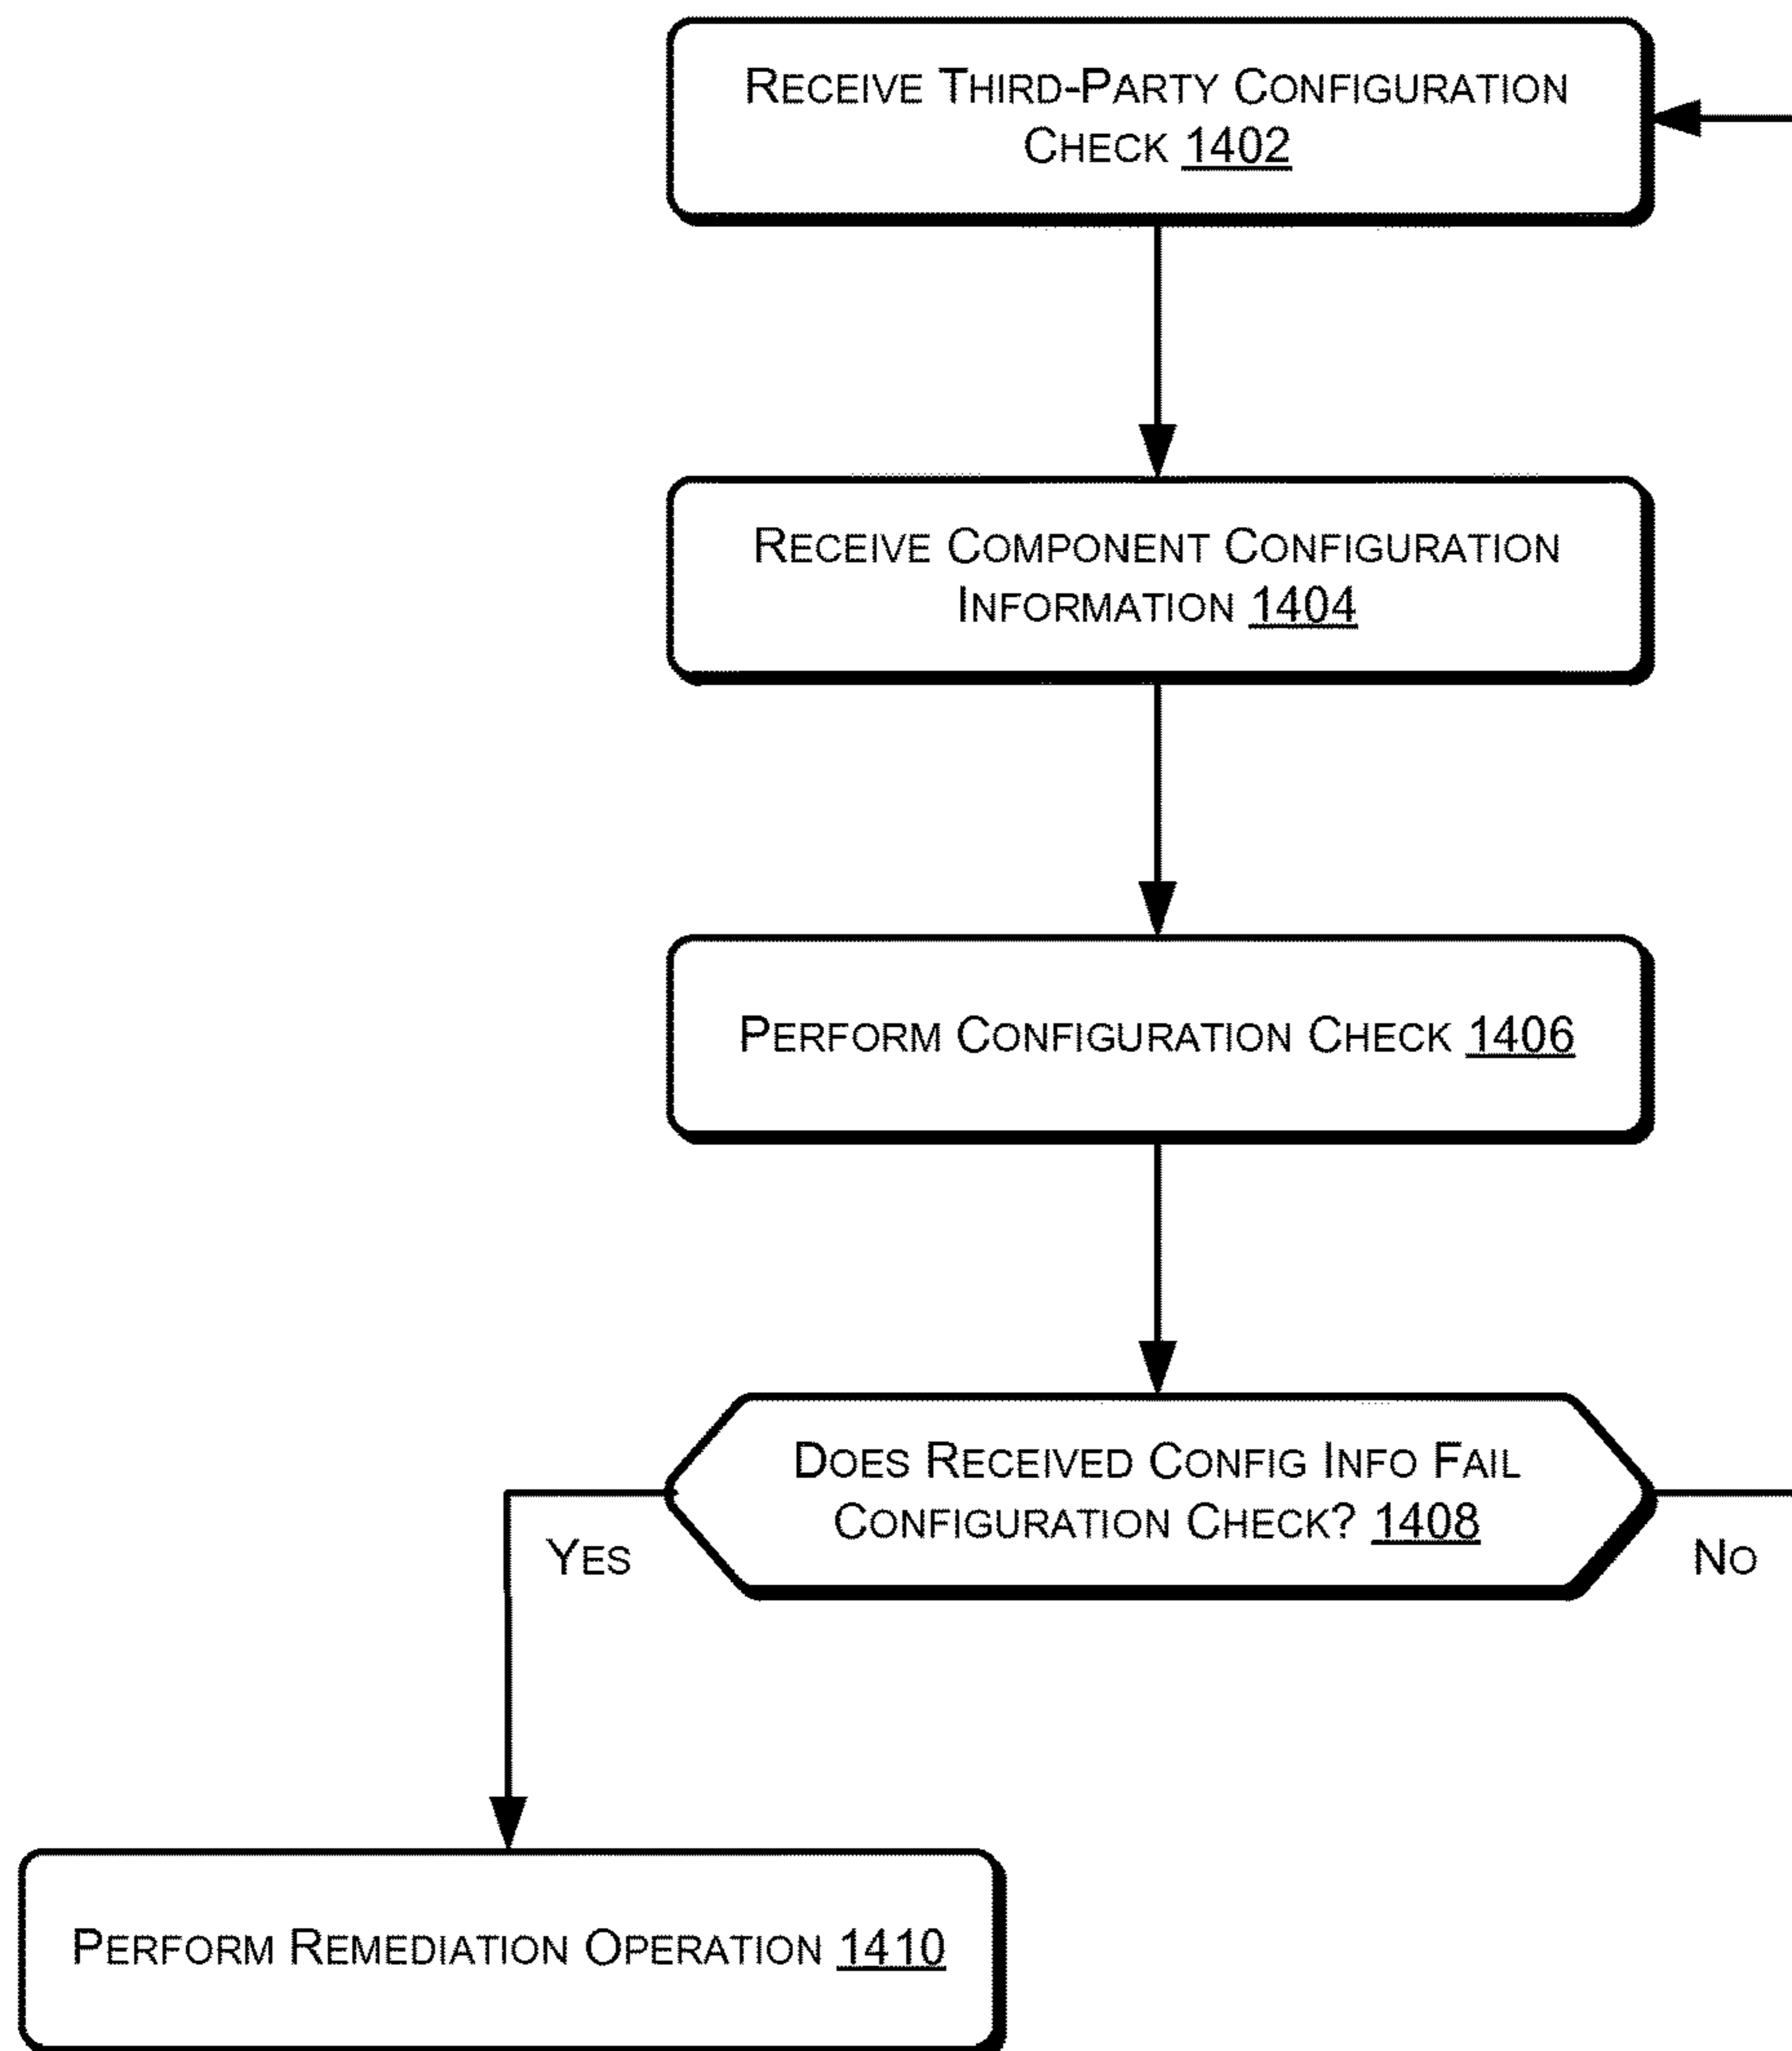 RECEIVE THIRD-PARTY CONFIGURATION
CHECK 1402
RECEIVE COMPONENT CONFIGURATION
INFORMATION 1404
PERFORM CONFIGURATION CHECK 1406
DOES RECEIVED CONFIG INFO FAIL
CONFIGURATION CHECK? 1408
YES
NO
PERFORM REMEDIATION OPERATION 1410